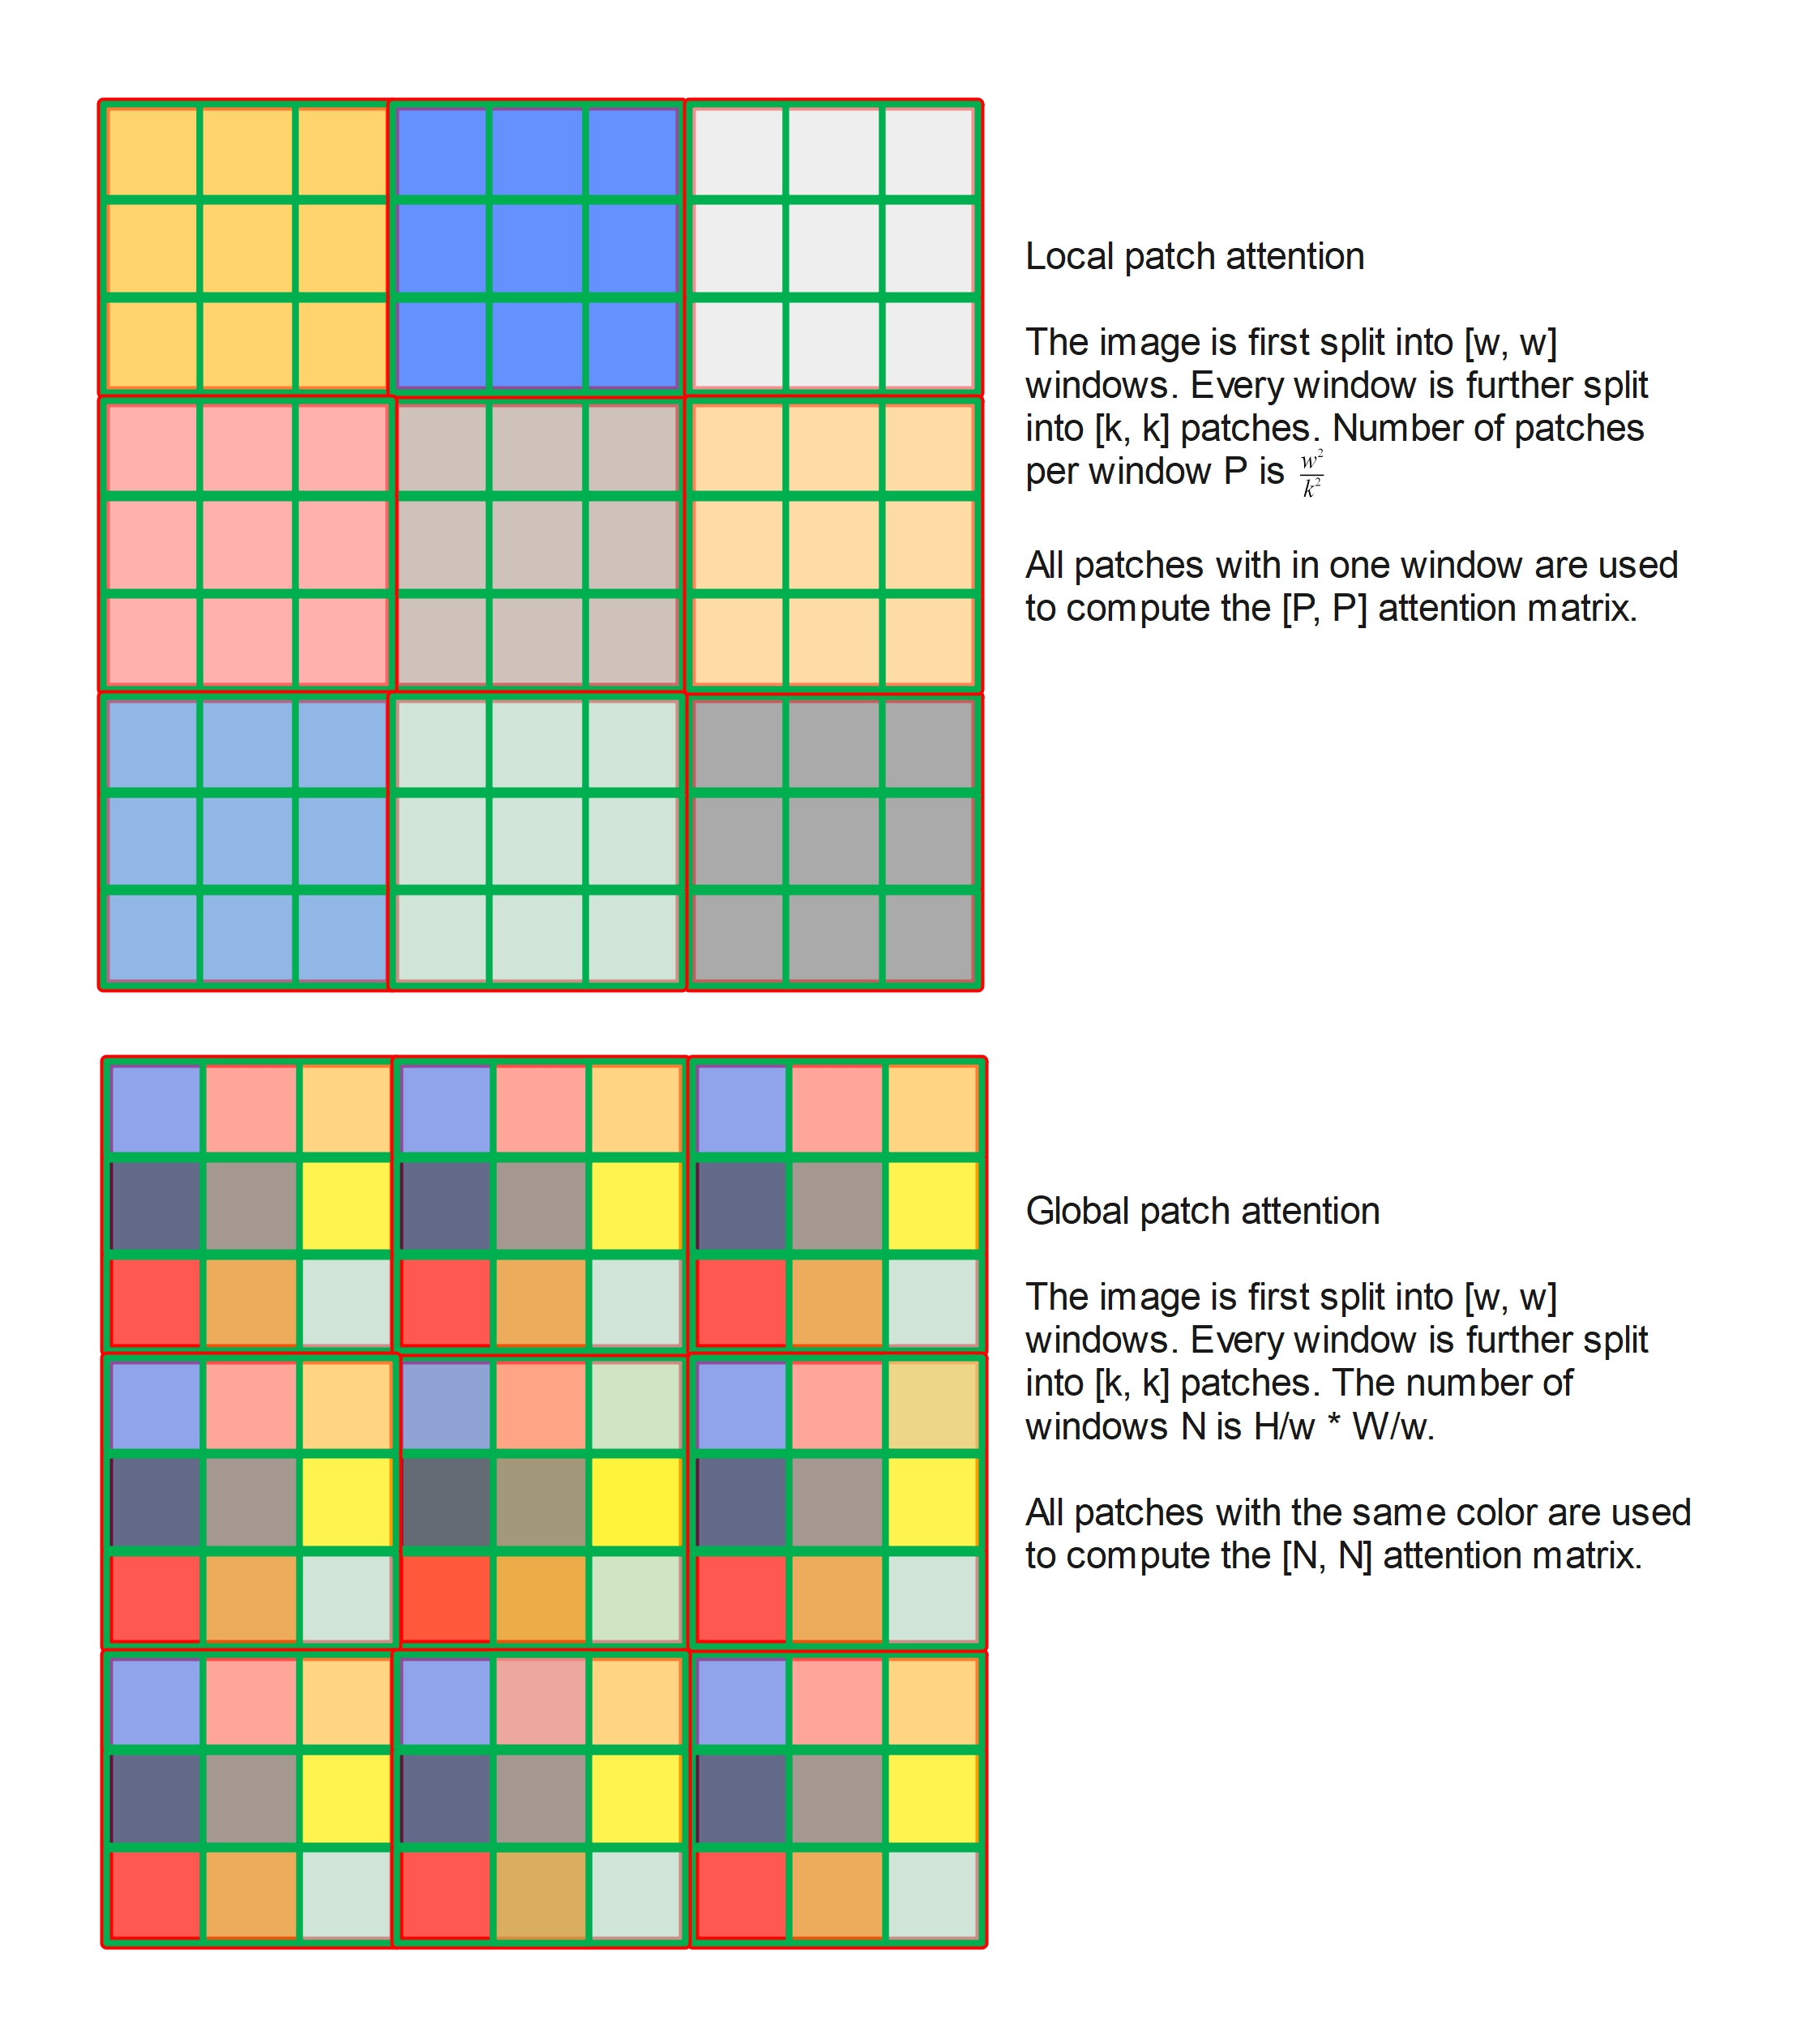 Local patch attention
The image is first split into [w, w]
windows. Every window is further split
into [k, k] patches. Number of patches
per window P is w²/k²
All patches with in one window are used
to compute the [P, P] attention matrix.
Global patch attention
The image is first split into [w, w]
windows. Every window is further split
into [k, k] patches. The number of
windows N is H/w * W/w.
All patches with the same color are used
to compute the [N, N] attention matrix.